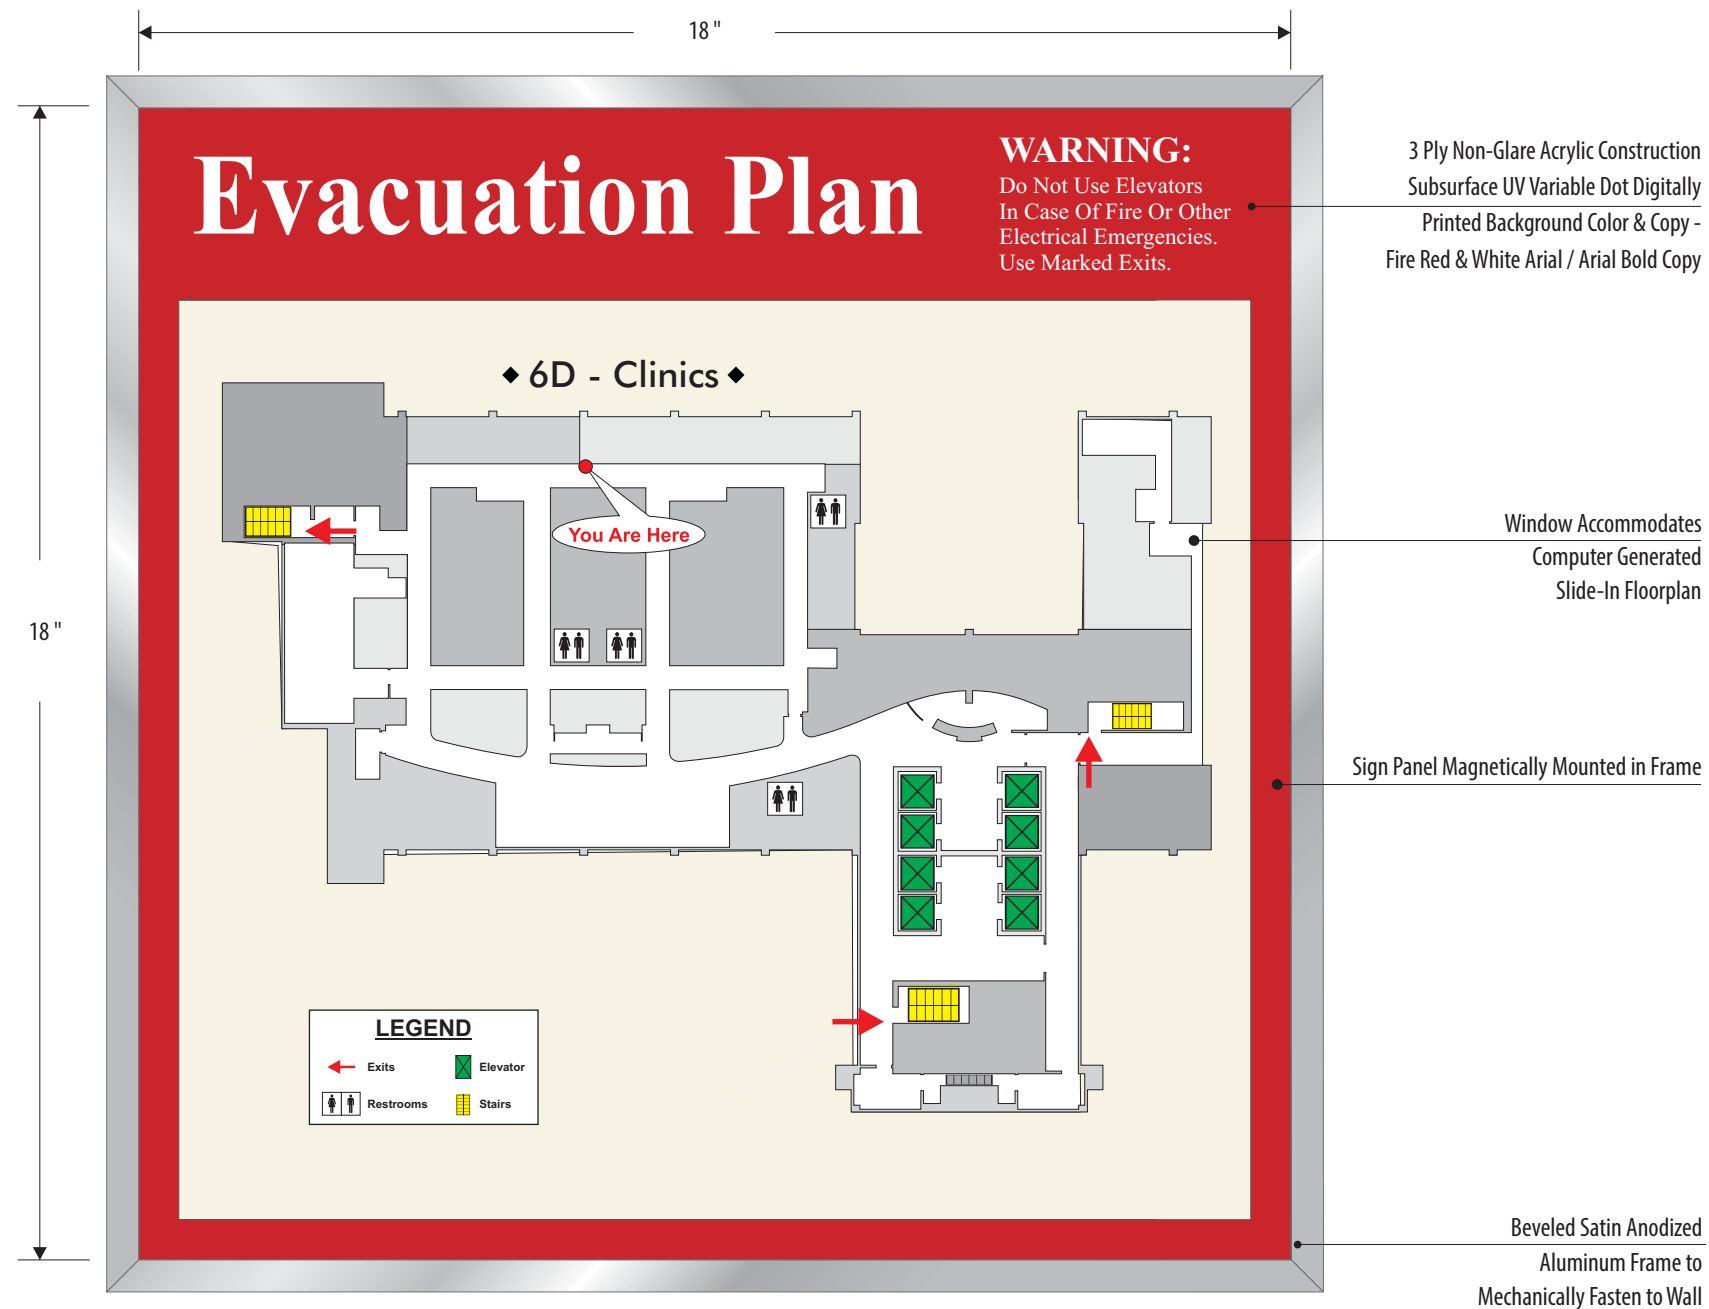 18 "
Evacuation Plan
WARNING:
Do Not Use Elevators
In Case Of Fire Or Other
Electrical Emergencies.
Use Marked Exits.
3 Ply Non-Glare Acrylic Construction
Subsurface UV Variable Dot Digitally
Printed Background Color & Copy -
Fire Red & White Arial / Arial Bold Copy
◆ 6D - Clinics ◆
You Are Here
Window Accommodates
Computer Generated
Slide-In Floorplan
18 "
Sign Panel Magnetically Mounted in Frame
LEGEND
Exits
Elevator
Restrooms
Stairs
Beveled Satin Anodized
Aluminum Frame to
Mechanically Fasten to Wall